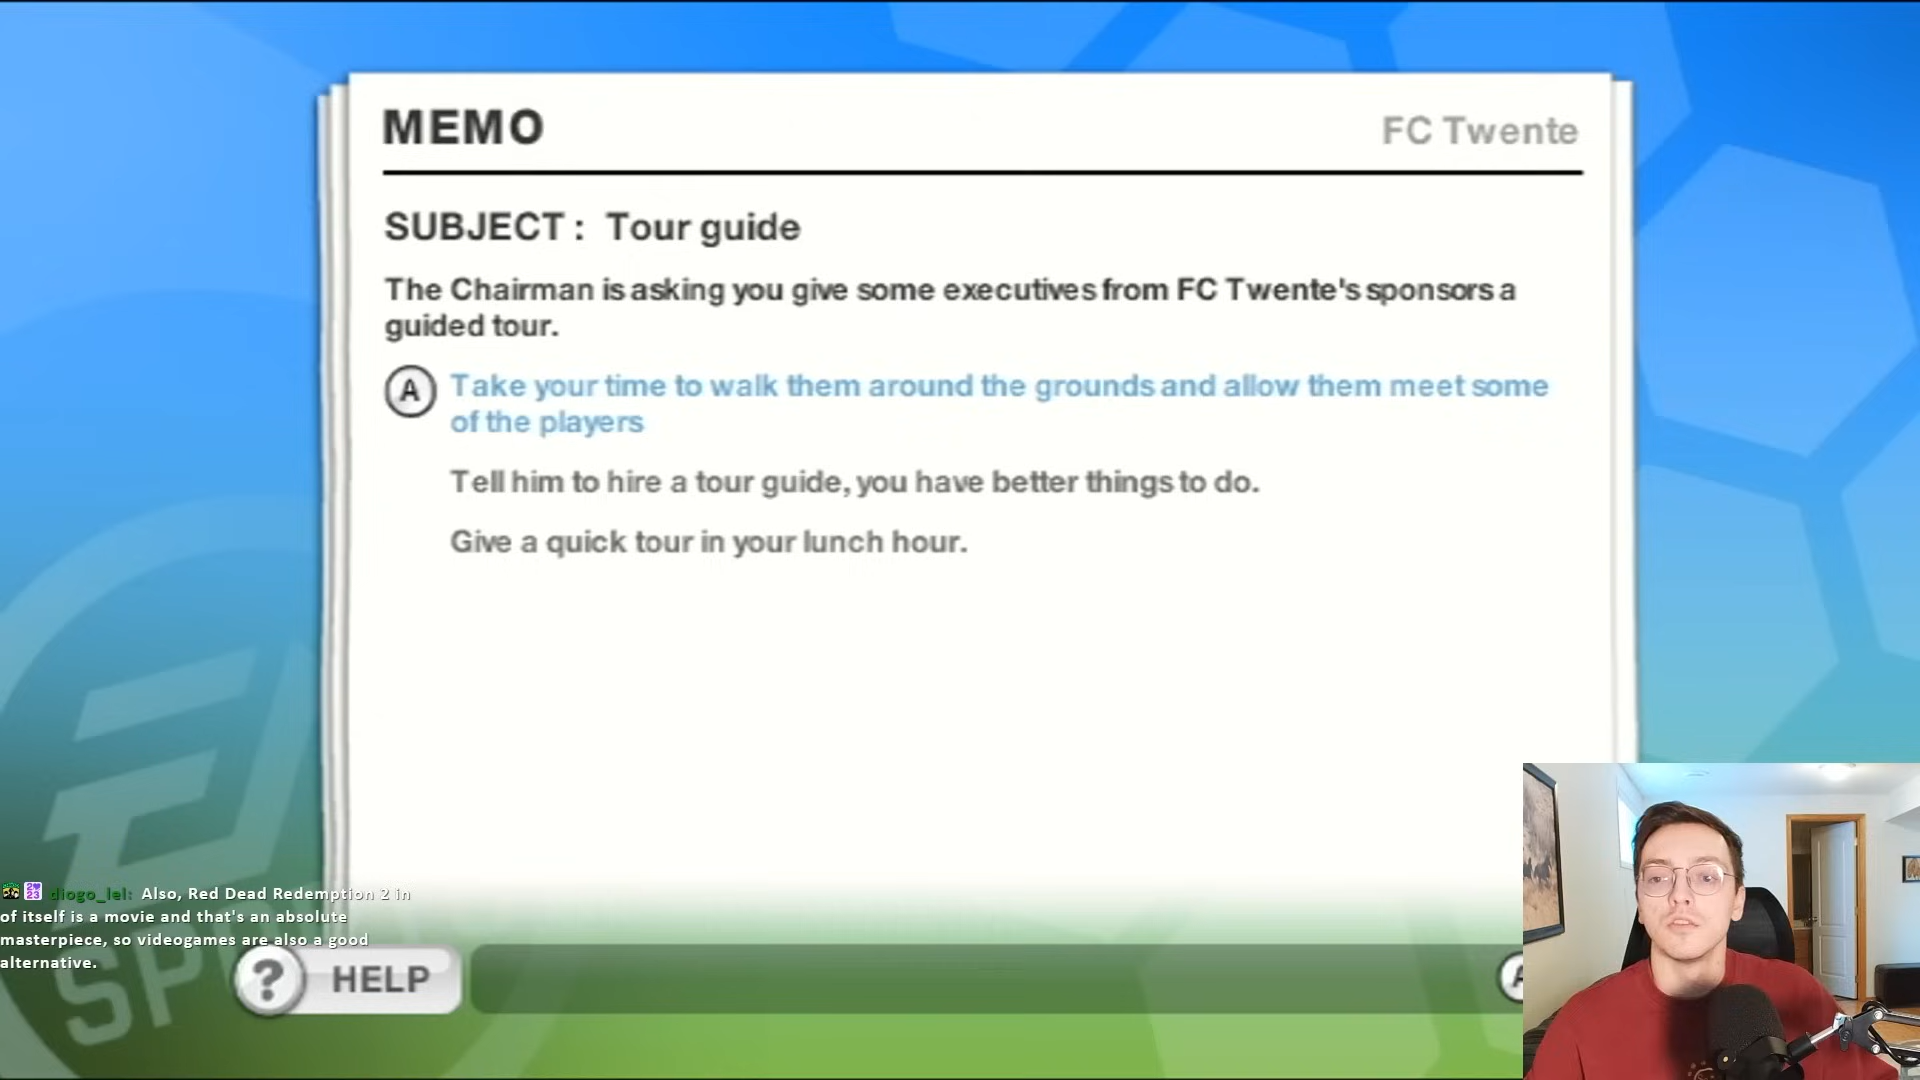 MEMO
FC Twente
SUBJECT : Tour guide
The Chairman is asking you give some executives from FC Twente's sponsors a
guided tour.
A Take your time to walk them around the grounds and allow them meet some
of the players
Tell him to hire a tour guide, you have better things to do.
Give a quick tour in your lunch hour.
diogo_lel: Also, Red Dead Redemption 2 in
of itself is a movie and that's an absolute
masterpiece, so videogames are also a good
alternative.
? HELP
A